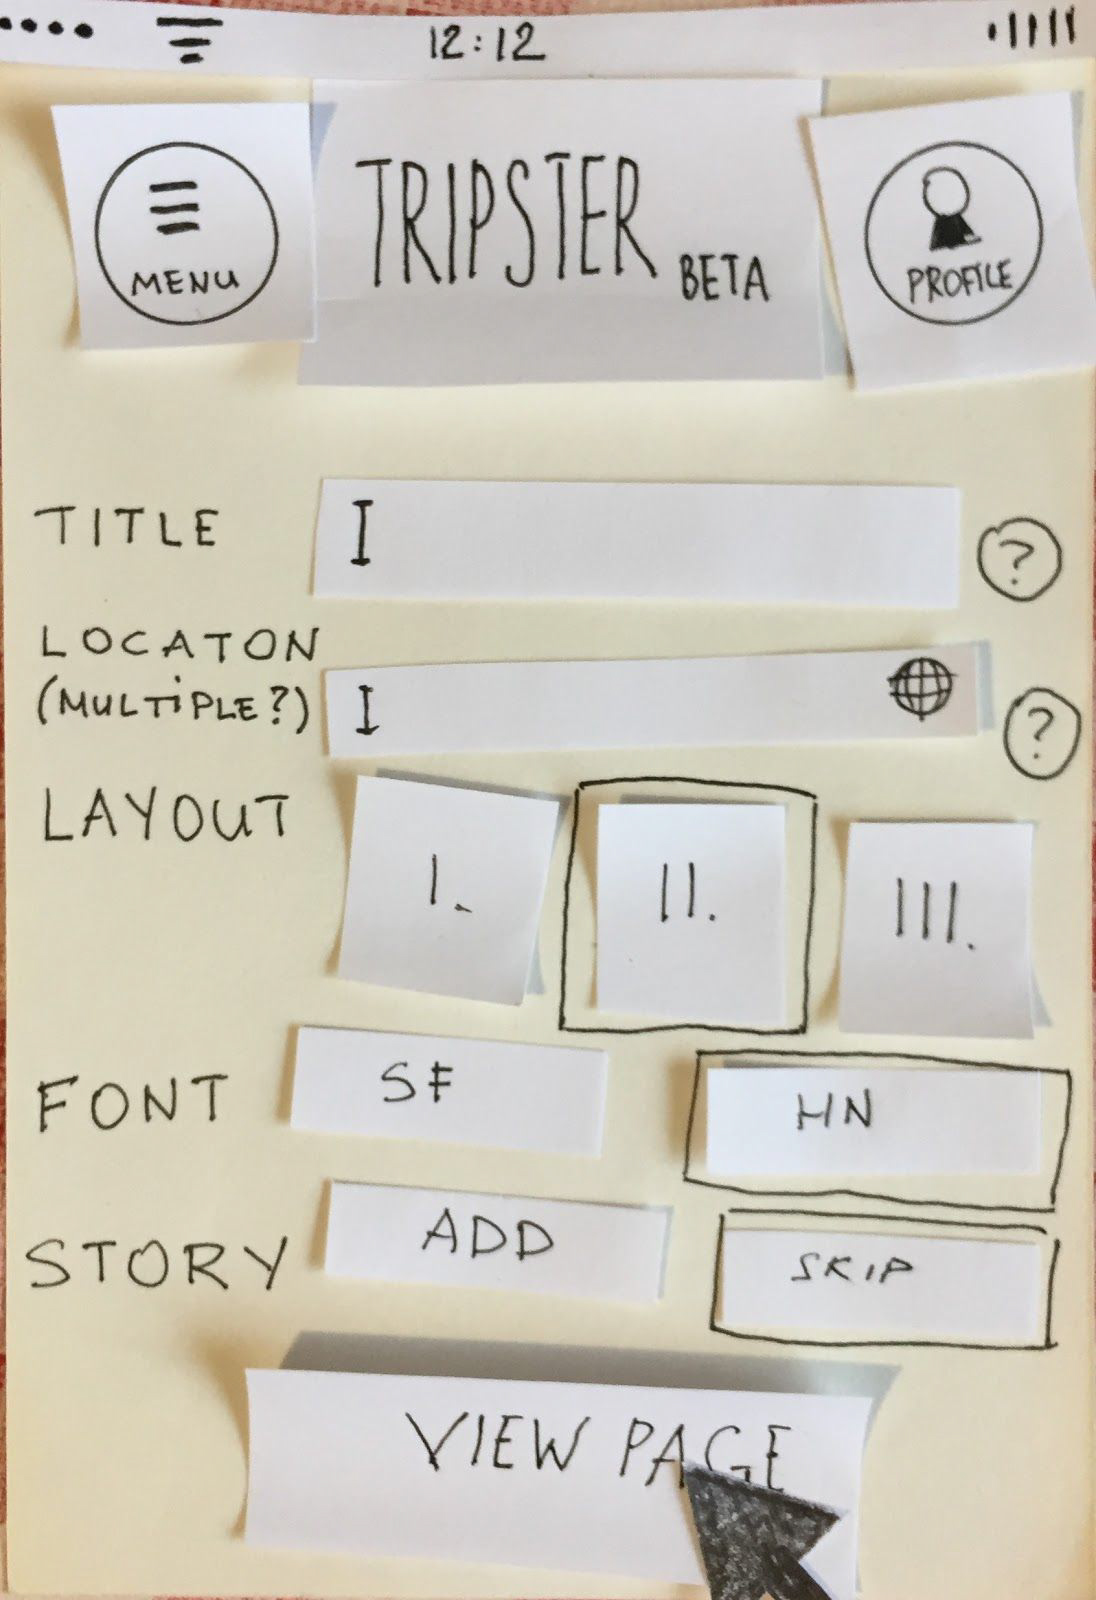 12:12
MENU
TRIPSTER BETA
PROFILE
TITLE I ?
LOCATON
(MULTIPLE?) I ?
LAYOUT I. II. III.
FONT SF HN
STORY ADD SKIP
VIEW PAGE